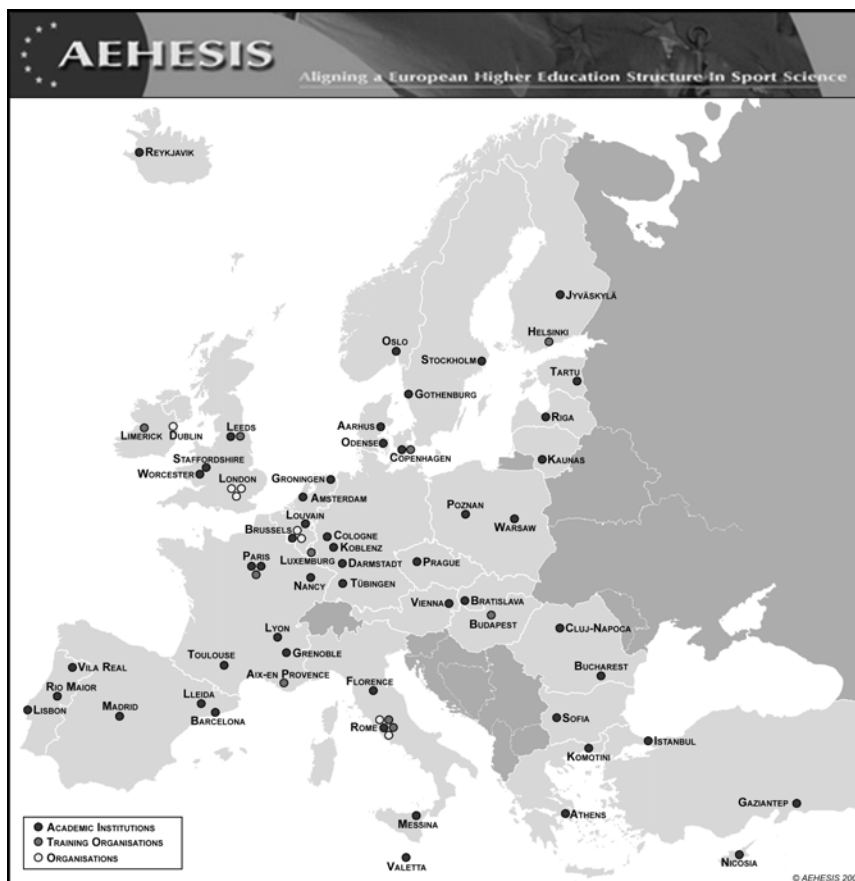 AEHESIS
Aligning a European Higher Education Structure In Sport Science
REYKJAVIK
JYVÄSKYLÄ
HELSINKI
OSLO
STOCKHOLM
TARTU
GOTHENBURG
RIGA
AARHUS
LEEDS
LIMERICK
DUBLIN
ODENSE
COPENHAGEN
KAUNAS
STAFFORDSHIRE
WORCESTER
LONDON
GRONINGEN
AMSTERDAM
POZNAN
WARSAW
LOUVAIN
BRUSSELS
COLOGNE
KOBLENZ
PARIS
LUXEMBURG
DARMSTADT
PRAGUE
NANCY
TÜBINGEN
VIENNA
BRATISLAVA
BUDAPEST
LYON
CLUJ-NAPOCA
GRENOBLE
TOULOUSE
VILA REAL
AIX-EN PROVENCE
BUCHAREST
FLORENCE
RIO MAIOR
LLEIDA
LISBON
MADRID
BARCELONA
SOFIA
ROME
ISTANBUL
KOMOTINI
GAZIANTEP
ATHENS
MESSINA
VALETTA
NICOSIA
ACADEMIC INSTITUTIONS
TRAINING ORGANISATIONS
ORGANISATIONS
© AEHESIS